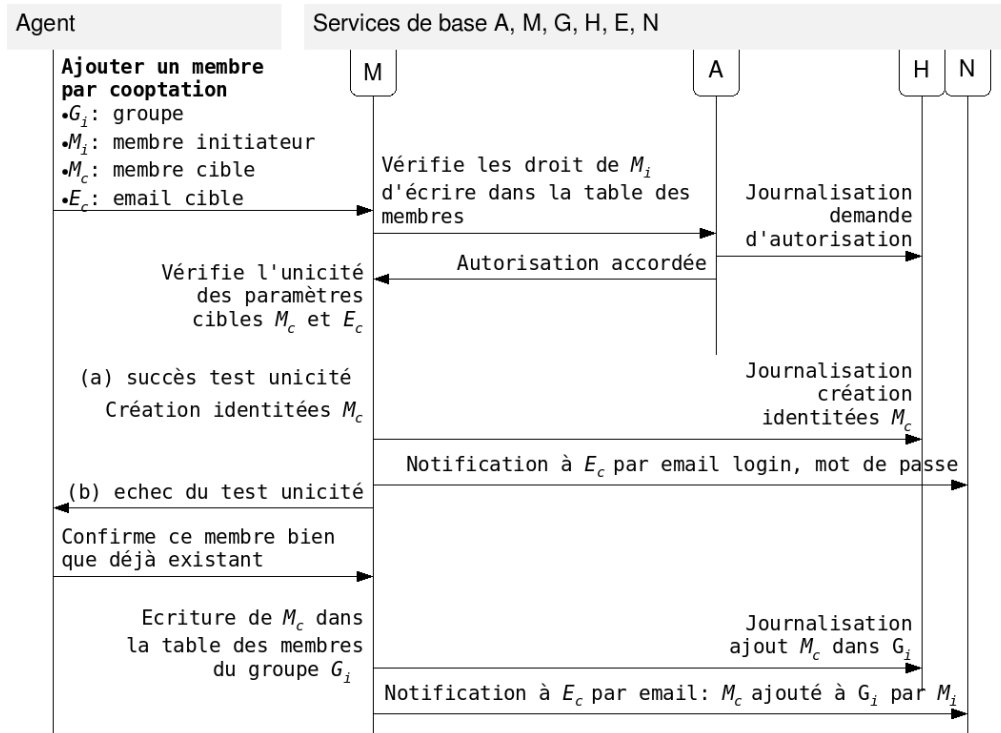 Agent
Services de base A, M, G, H, E, N
M
A
H
N
Ajouter un membre
par cooptation
•Gi: groupe
•Mi: membre initiateur
•Mc: membre cible
•Ec: email cible
Vérifie les droit de Mi
d'écrire dans la table des
membres
Journalisation
demande
d'autorisation
Autorisation accordée
Vérifie l'unicité
des paramètres
cibles Mc et Ec
(a) succès test unicité
Création identitées Mc
Journalisation
création
identitées Mc
Notification à Ec par email login, mot de passe
(b) echec du test unicité
Confirme ce membre bien
que déjà existant
Ecriture de Mc dans
la table des membres
du groupe Gi
Journalisation
ajout Mc dans Gi
Notification à Ec par email: Mc ajouté à Gi par Mi